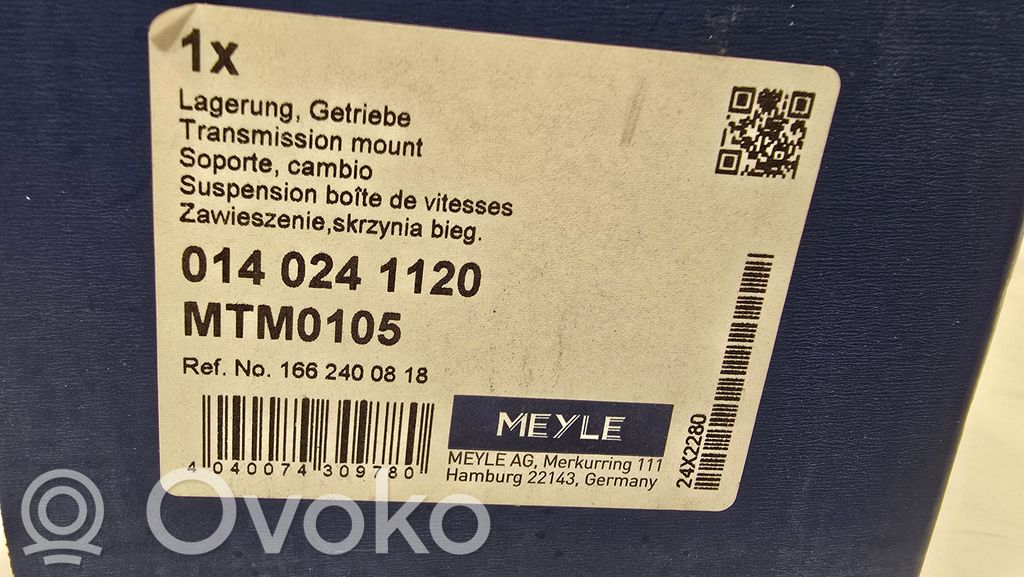 1x
Lagerung, Getriebe
Transmission mount
Soporte, cambio
Suspension boîte de vitesses
Zawieszenie,skrzynia bieg.
014 024 1120
MTM0105
Ref. No. 166 240 08 18
4 040074 309780
MEYLE
MEYLE AG, Merkurring 111
Hamburg 22143, Germany
24X2280
Ovoko